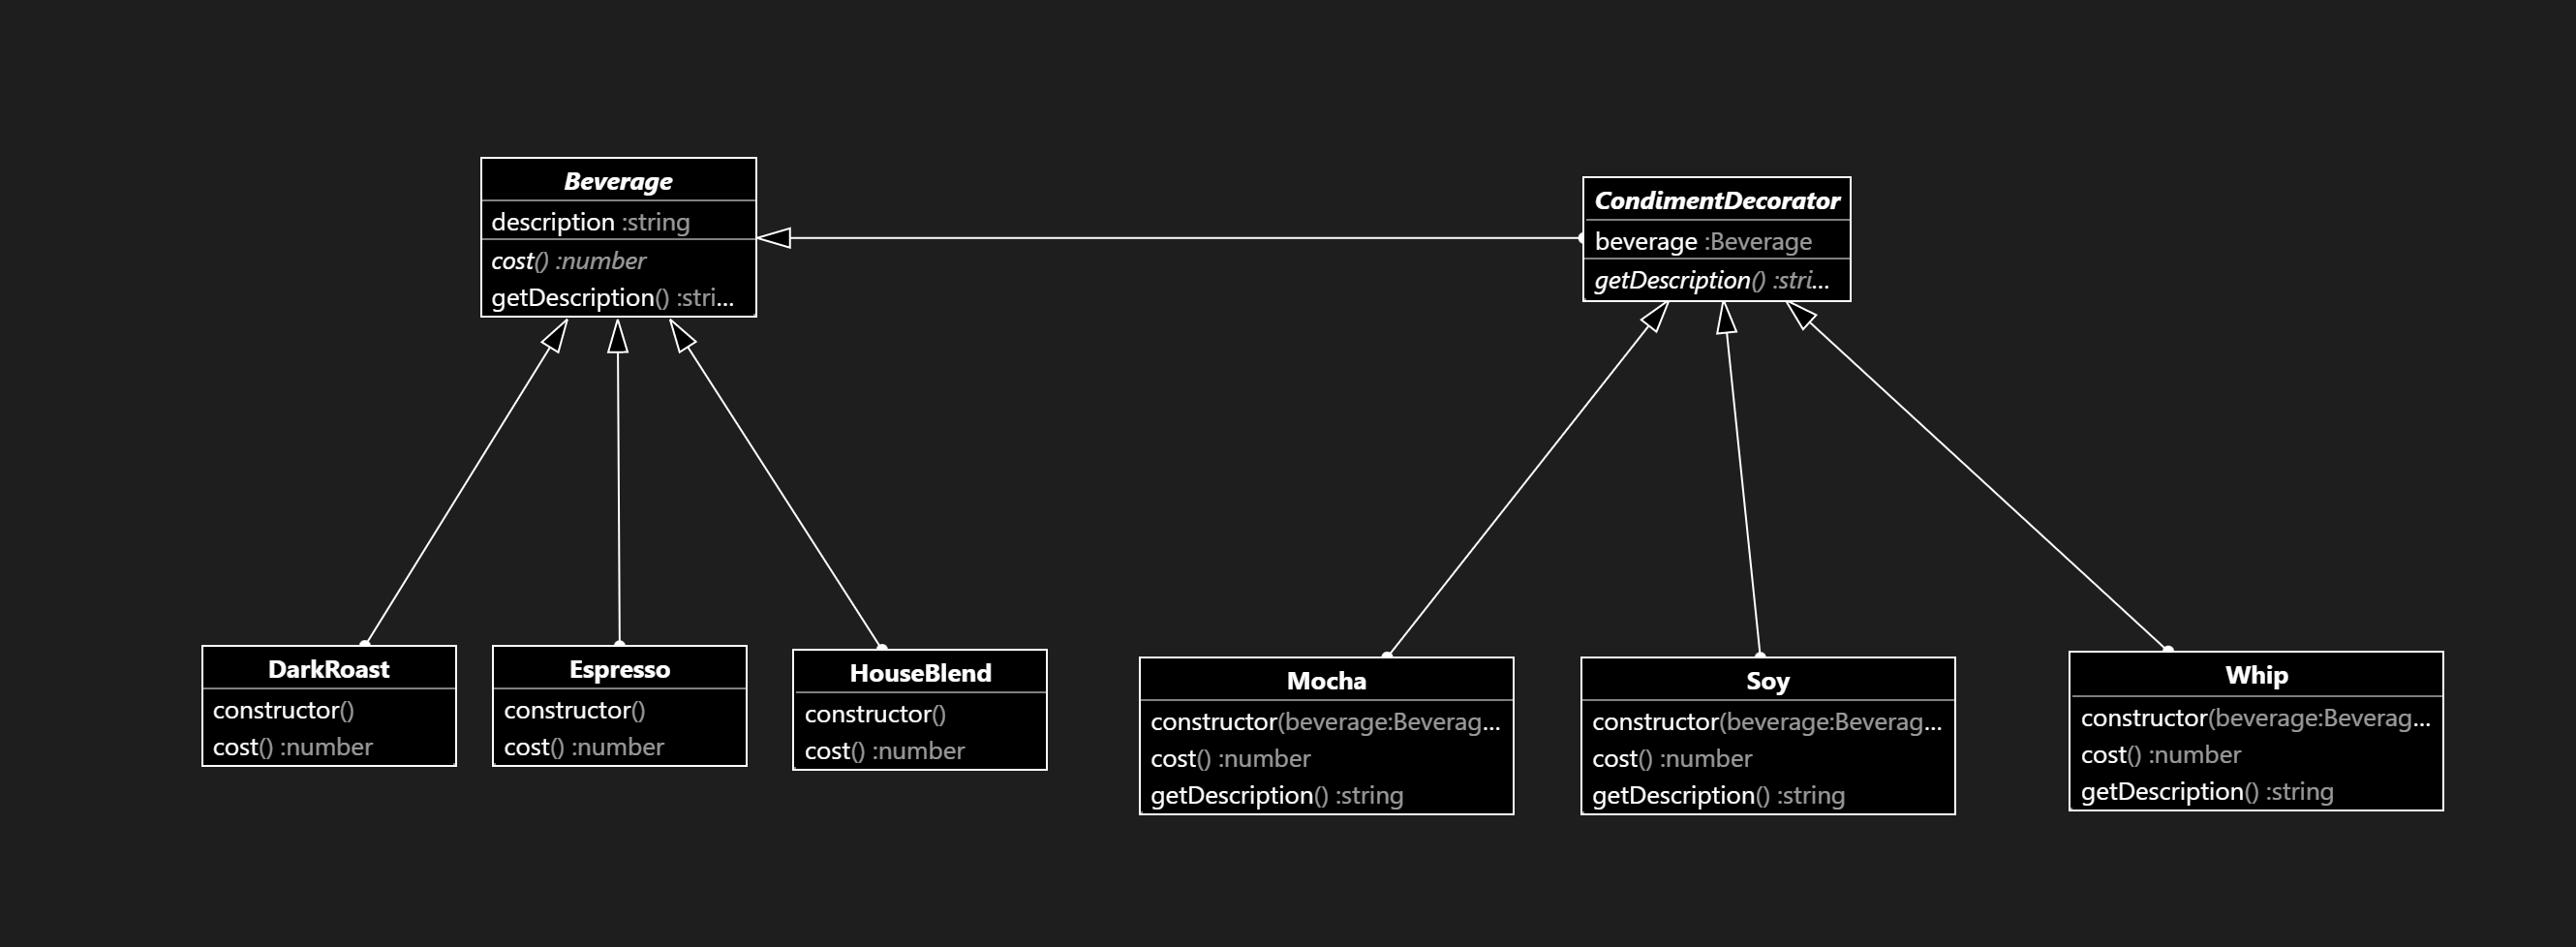 Beverage
description :string
cost() :number
getDescription() :stri...
CondimentDecorator
beverage :Beverage
getDescription() :stri...
DarkRoast
constructor()
cost() :number
Espresso
constructor()
cost() :number
HouseBlend
constructor()
cost() :number
Mocha
constructor(beverage:Beverag...
cost() :number
getDescription() :string
Soy
constructor(beverage:Beverag...
cost() :number
getDescription() :string
Whip
constructor(beverage:Beverag...
cost() :number
getDescription() :string